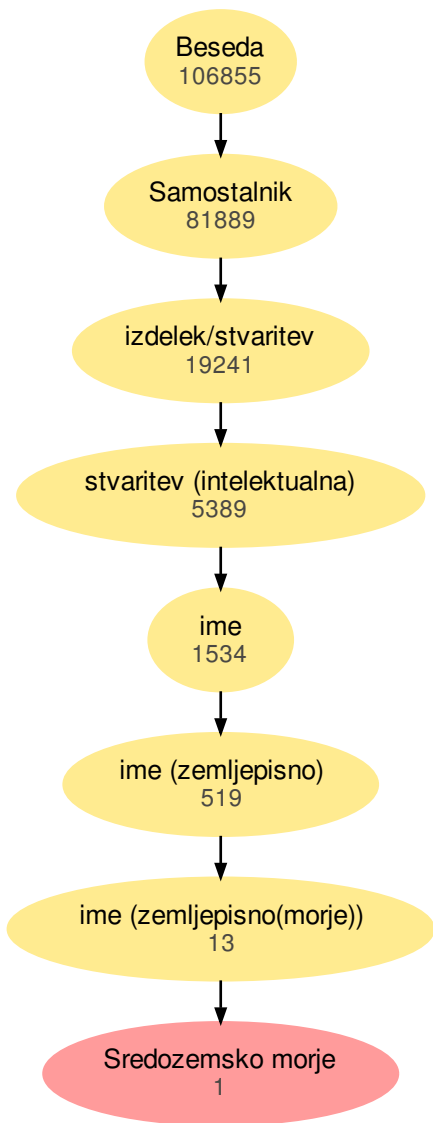 Beseda
106855
Samostalnik
81889
izdelek/stvaritev
19241
stvaritev (intelektualna)
5389
ime
1534
ime (zemljepisno)
519
ime (zemljepisno(morje))
13
Sredozemsko morje
1